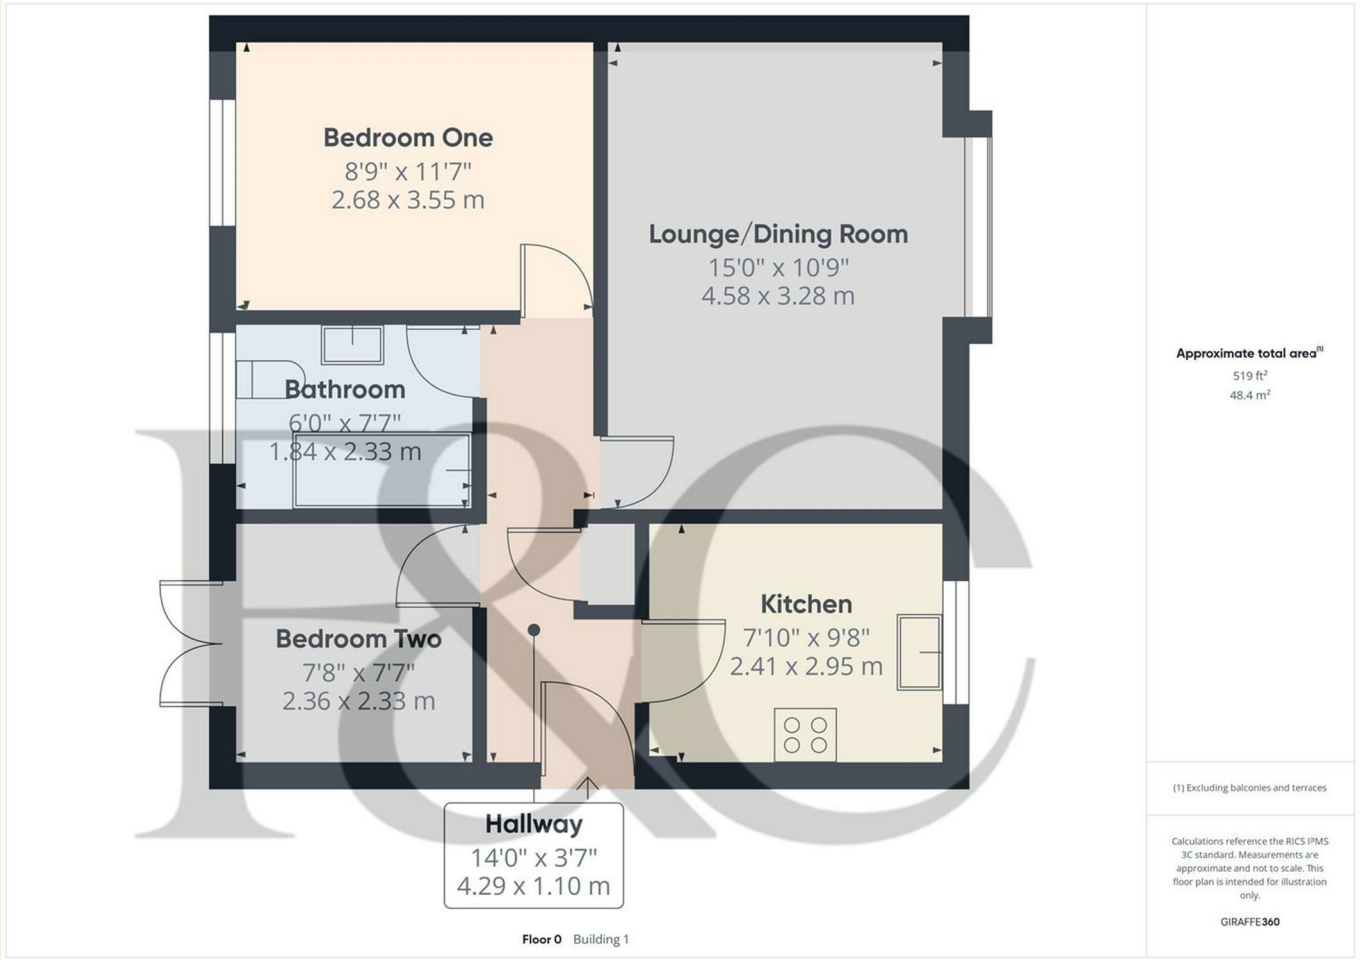 Bedroom One
8'9" x 11'7"
2.68 x 3.55 m
Lounge/Dining Room
15'0" x 10'9"
4.58 x 3.28 m
Bathroom
6'0" x 7'7"
1.84 x 2.33 m
Bedroom Two
7'8" x 7'7"
2.36 x 2.33 m
Kitchen
7'10" x 9'8"
2.41 x 2.95 m
Hallway
14'0" x 3'7"
4.29 x 1.10 m
F&C
Floor 0 Building 1
Approximate total area(1)
519 ft²
48.4 m²
(1) Excluding balconies and terraces
Calculations reference the RICS IPMS
3C standard. Measurements are
approximate and not to scale. This
floor plan is intended for illustration
only.
GIRAFFE360